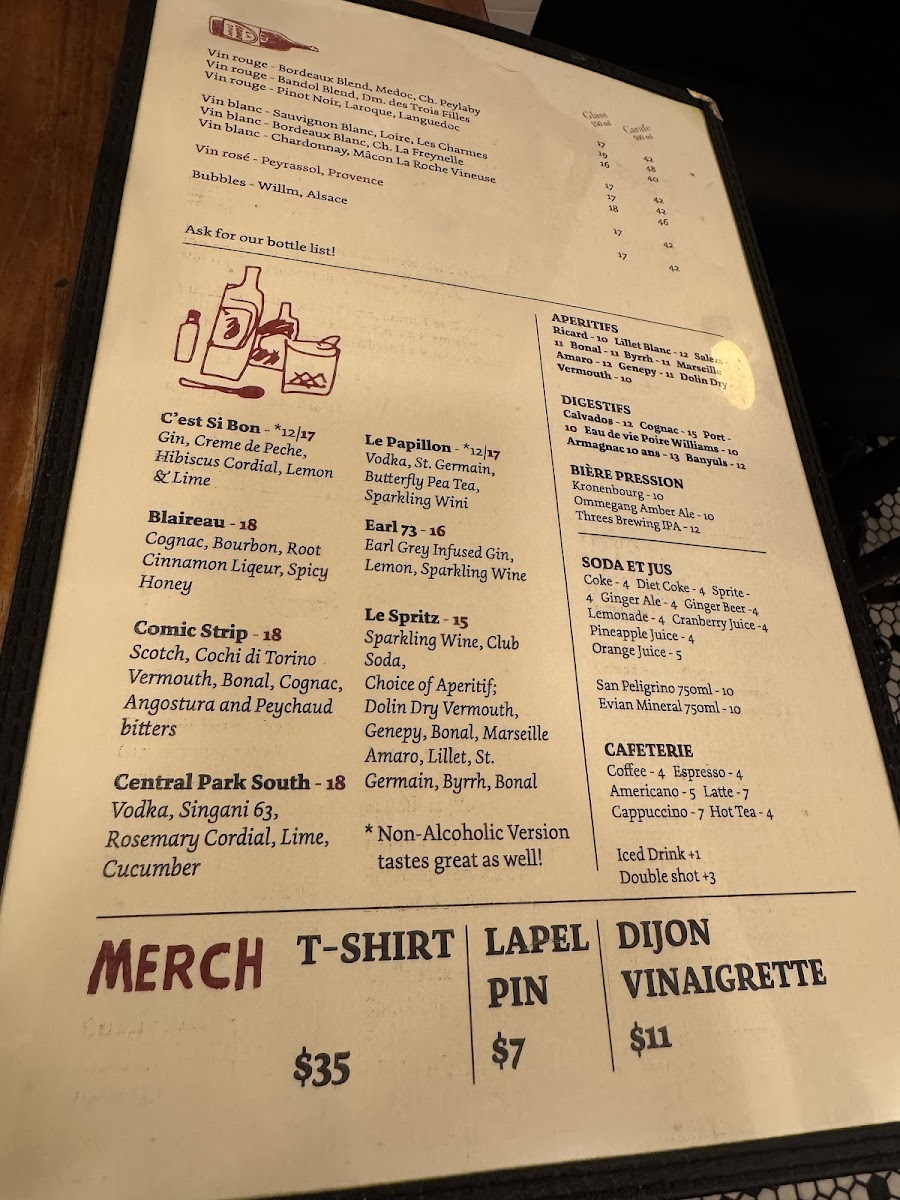 Vin rouge - Bordeaux Blend, Medoc, Ch. Peylaby
Vin rouge - Bandol Blend, Dm. des Trois Filles
Vin rouge - Pinot Noir, Laroque, Languedoc
Vin blanc - Sauvignon Blanc, Loire, Les Charmes
Vin blanc - Bordeaux Blanc, Ch. La Freynelle
Vin blanc - Chardonnay, Mâcon La Roche Vineuse
Vin rosé - Peyrassol, Provence
Bubbles - Willm, Alsace
Glass Carafe
150 ml 500 ml
17 42
19 48
16 40
17 42
17 42
18 46
17 42
17 42
Ask for our bottle list!
C'est Si Bon - *12|17
Gin, Creme de Peche,
Hibiscus Cordial, Lemon
& Lime
Blaireau - 18
Cognac, Bourbon, Root
Cinnamon Liqeur, Spicy
Honey
Comic Strip - 18
Scotch, Cochi di Torino
Vermouth, Bonal, Cognac,
Angostura and Peychaud
bitters
Central Park South - 18
Vodka, Singani 63,
Rosemary Cordial, Lime,
Cucumber
Le Papillon - *12|17
Vodka, St. Germain,
Butterfly Pea Tea,
Sparkling Wini
Earl 73 - 16
Earl Grey Infused Gin,
Lemon, Sparkling Wine
Le Spritz - 15
Sparkling Wine, Club
Soda,
Choice of Aperitif;
Dolin Dry Vermouth,
Genepy, Bonal, Marseille
Amaro, Lillet, St.
Germain, Byrrh, Bonal
* Non-Alcoholic Version
tastes great as well!
APERITIFS
Ricard - 10 Lillet Blanc - 12 Salers -
11 Bonal - 11 Byrrh - 11 Marseille
Amaro - 12 Genepy - 11 Dolin Dry
Vermouth - 10
DIGESTIFS
Calvados - 12 Cognac - 15 Port -
10 Eau de vie Poire Williams - 10
Armagnac 10 ans - 13 Banyuls - 12
BIÈRE PRESSION
Kronenbourg - 10
Ommegang Amber Ale - 10
Threes Brewing IPA - 12
SODA ET JUS
Coke - 4 Diet Coke - 4 Sprite -
4 Ginger Ale - 4 Ginger Beer -4
Lemonade - 4 Cranberry Juice -4
Pineapple Juice - 4
Orange Juice - 5
San Peligrino 750ml - 10
Evian Mineral 750ml - 10
CAFETERIE
Coffee - 4 Espresso - 4
Americano - 5 Latte - 7
Cappuccino - 7 Hot Tea - 4
Iced Drink +1
Double shot +3
MERCH
T-SHIRT
$35
LAPEL
PIN
$7
DIJON
VINAIGRETTE
$11